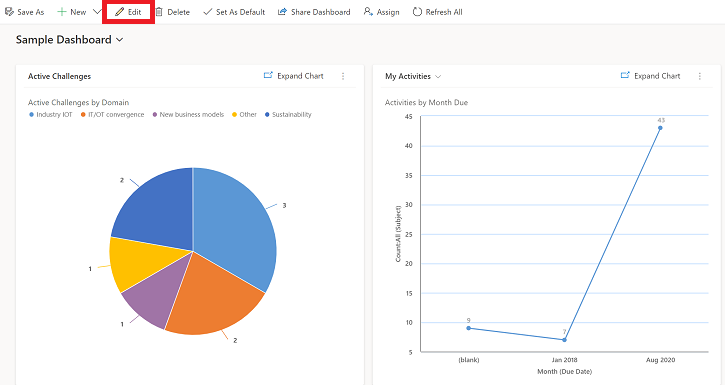 Save As New Edit Delete Set As Default Share Dashboard Assign Refresh All
Sample Dashboard
Active Challenges Expand Chart
Active Challenges by Domain
Industry IOT IT/OT convergence New business models Other Sustainability
2
3
1
1
2
My Activities Expand Chart
Activities by Month Due
45
43
40
35
30
25
20
15
10
9
7
5
Count:All (Subject)
(blank) Jan 2018 Aug 2020
Month (Due Date)